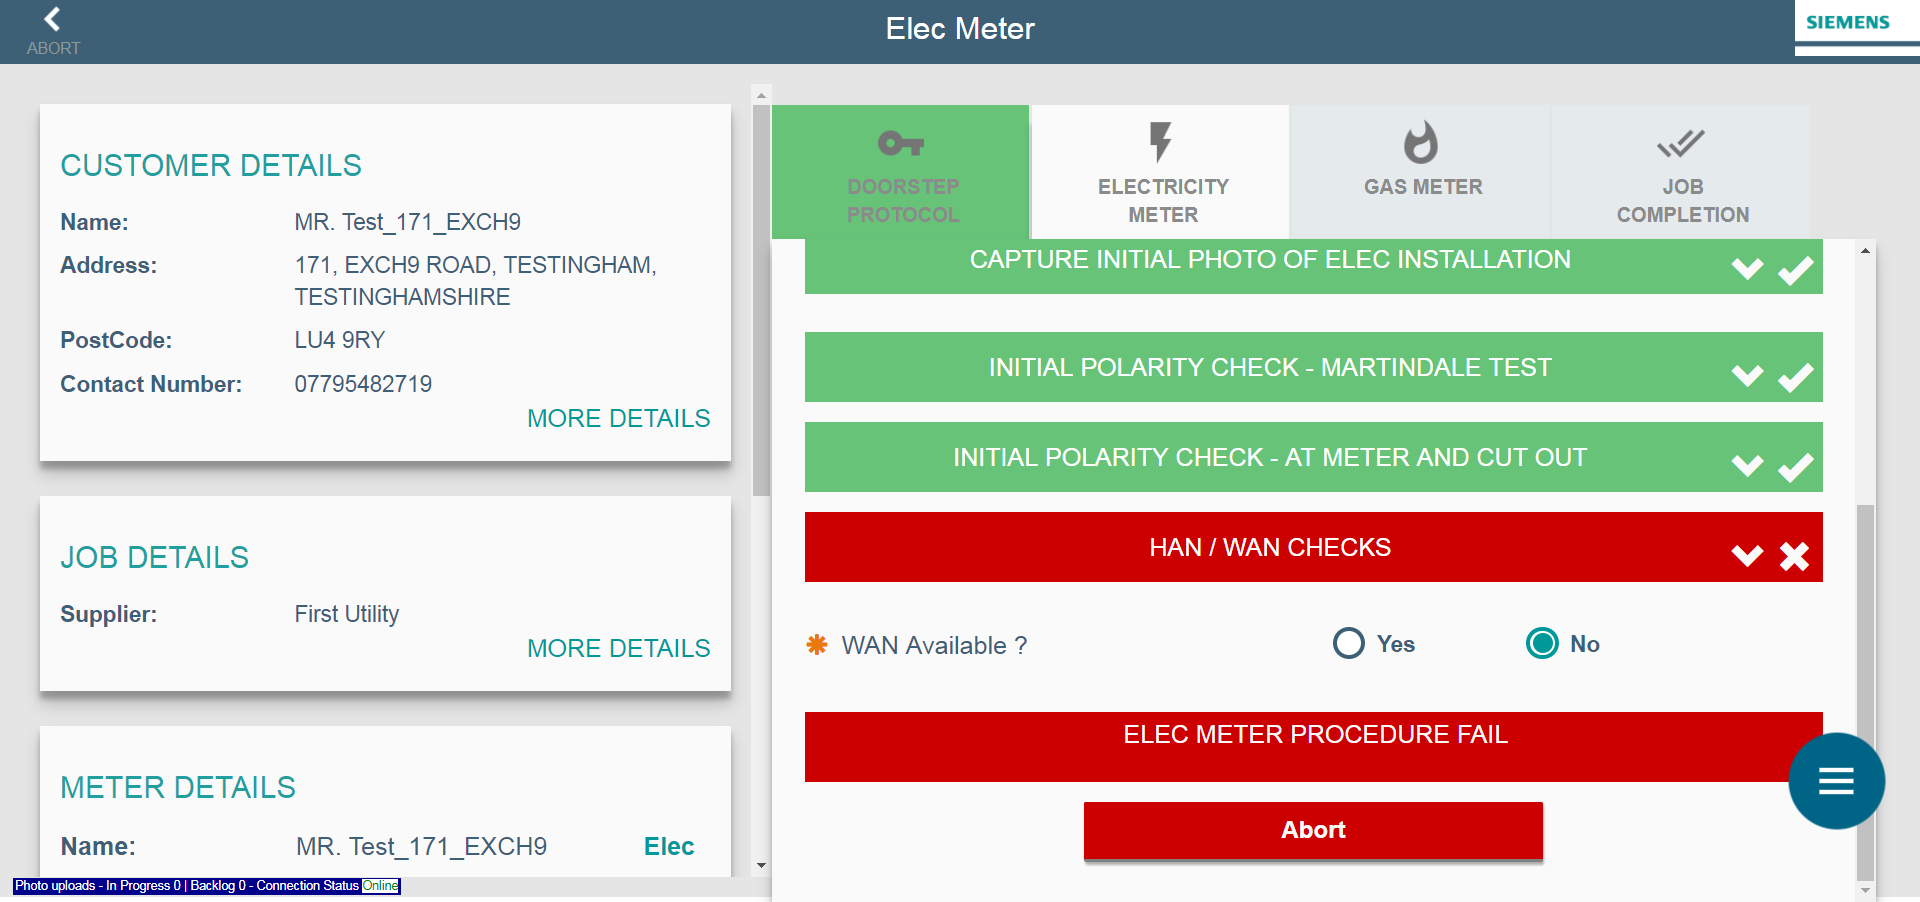 ABORT
Elec Meter
SIEMENS
CUSTOMER DETAILS
Name: MR. Test_171_EXCH9
Address: 171, EXCH9 ROAD, TESTINGHAM,
TESTINGHAMSHIRE
PostCode: LU4 9RY
Contact Number: 07795482719
MORE DETAILS
JOB DETAILS
Supplier: First Utility
MORE DETAILS
METER DETAILS
Name: MR. Test_171_EXCH9 Elec
Photo uploads - In Progress 0 | Backlog 0 - Connection Status Online
DOORSTEP
PROTOCOL
ELECTRICITY
METER
GAS METER
JOB
COMPLETION
CAPTURE INITIAL PHOTO OF ELEC INSTALLATION
INITIAL POLARITY CHECK - MARTINDALE TEST
INITIAL POLARITY CHECK - AT METER AND CUT OUT
HAN / WAN CHECKS
WAN Available ? Yes No
ELEC METER PROCEDURE FAIL
Abort